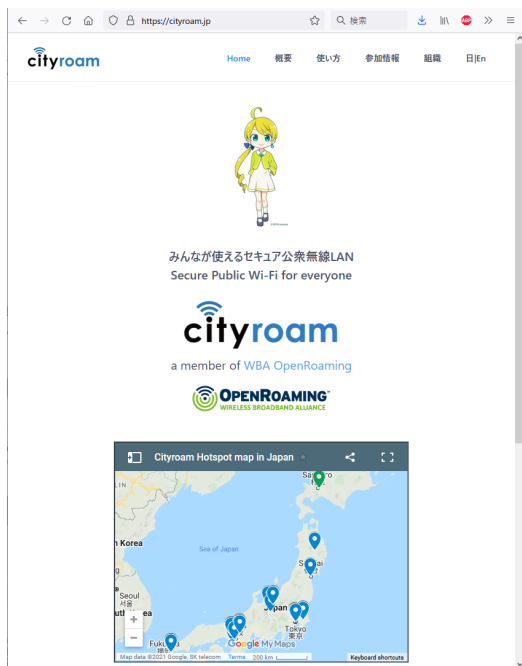 https://cityroam.jp
検索
ABP
cityroam
Home 概要 使い方 参加情報 組織 日|En
みんなが使えるセキュア公衆無線LAN
Secure Public Wi-Fi for everyone
cityroam
a member of WBA OpenRoaming
OPENROAMING
WIRELESS BROADBAND ALLIANCE
Cityroam Hotspot map in Japan
Sea of Japan
Korea
Seoul
서울
Tokyo
東京
Google My Maps
Map data ©2021 Google, SK telecom Terms 200 km Keyboard shortcuts